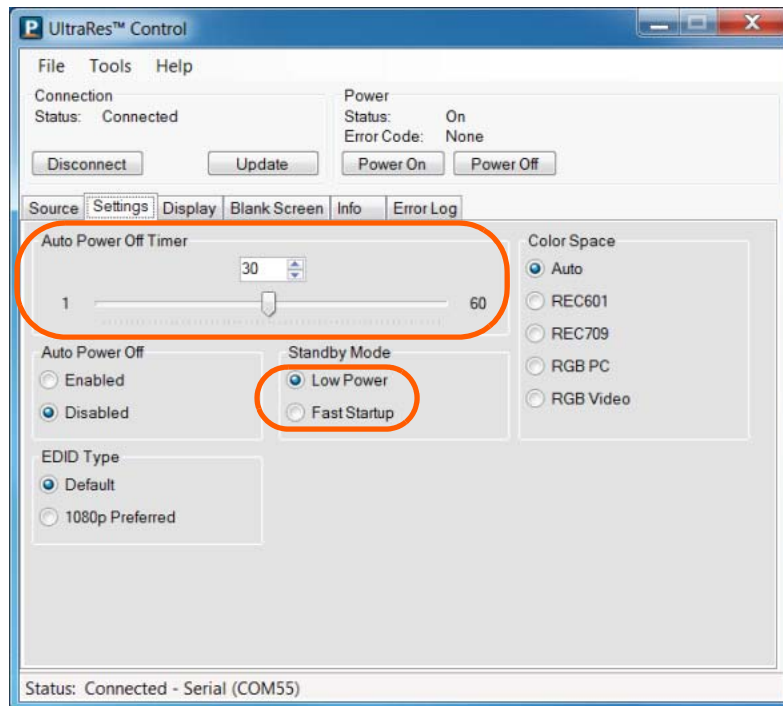 P UltraRes™ Control
File Tools Help
Connection
Status: Connected
Disconnect Update
Power
Status: On
Error Code: None
Power On Power Off
Source Settings Display Blank Screen Info Error Log
Auto Power Off Timer
30
1 60
Auto Power Off
Enabled
Disabled
Standby Mode
Low Power
Fast Startup
Color Space
Auto
REC601
REC709
RGB PC
RGB Video
EDID Type
Default
1080p Preferred
Status: Connected - Serial (COM55)